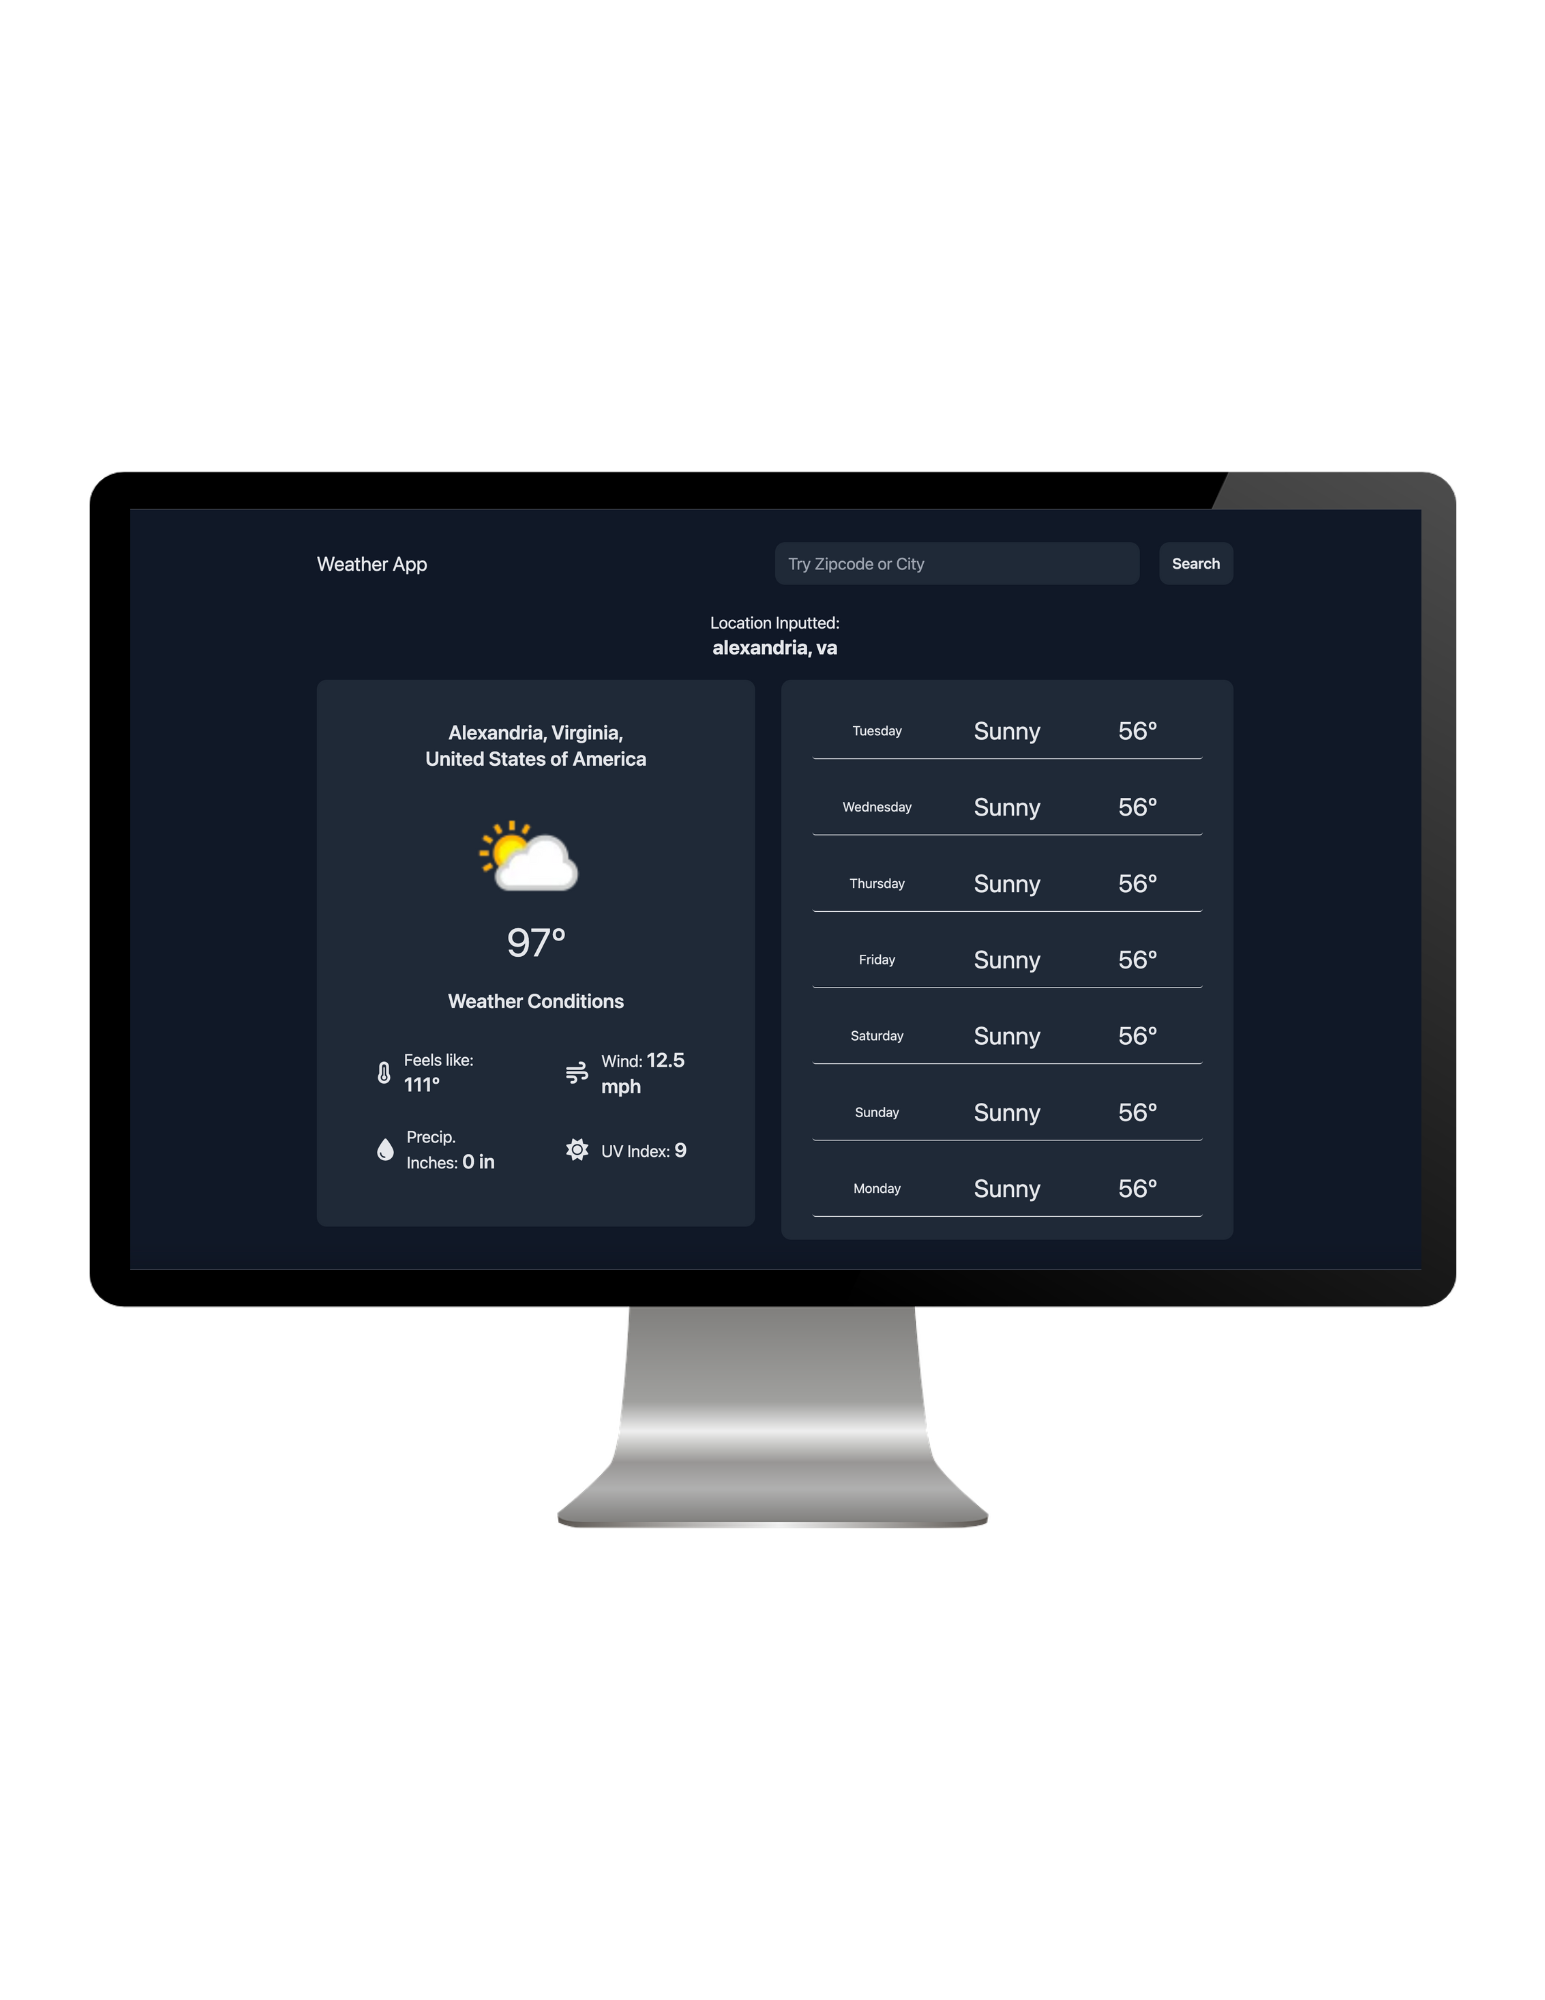 Weather App
Try Zipcode or City
Search
Location Inputted:
alexandria, va
Alexandria, Virginia,
United States of America
97°
Weather Conditions
Feels like:
111°
Wind: 12.5
mph
Precip.
Inches: 0 in
UV Index: 9
Tuesday Sunny 56°
Wednesday Sunny 56°
Thursday Sunny 56°
Friday Sunny 56°
Saturday Sunny 56°
Sunday Sunny 56°
Monday Sunny 56°